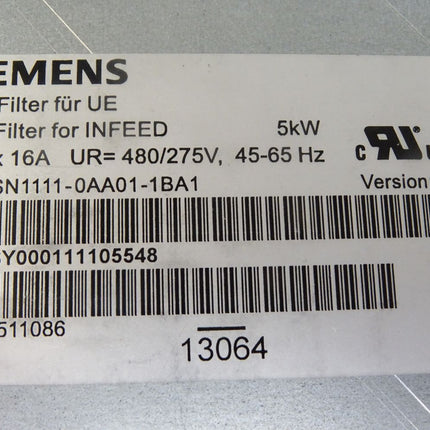 EMENS
Filter für UE
Filter for INFEED 5kW
x 16A UR= 480/275V, 45-65 Hz
SN1111-0AA01-1BA1 Version
Y000111105548
511086
13064